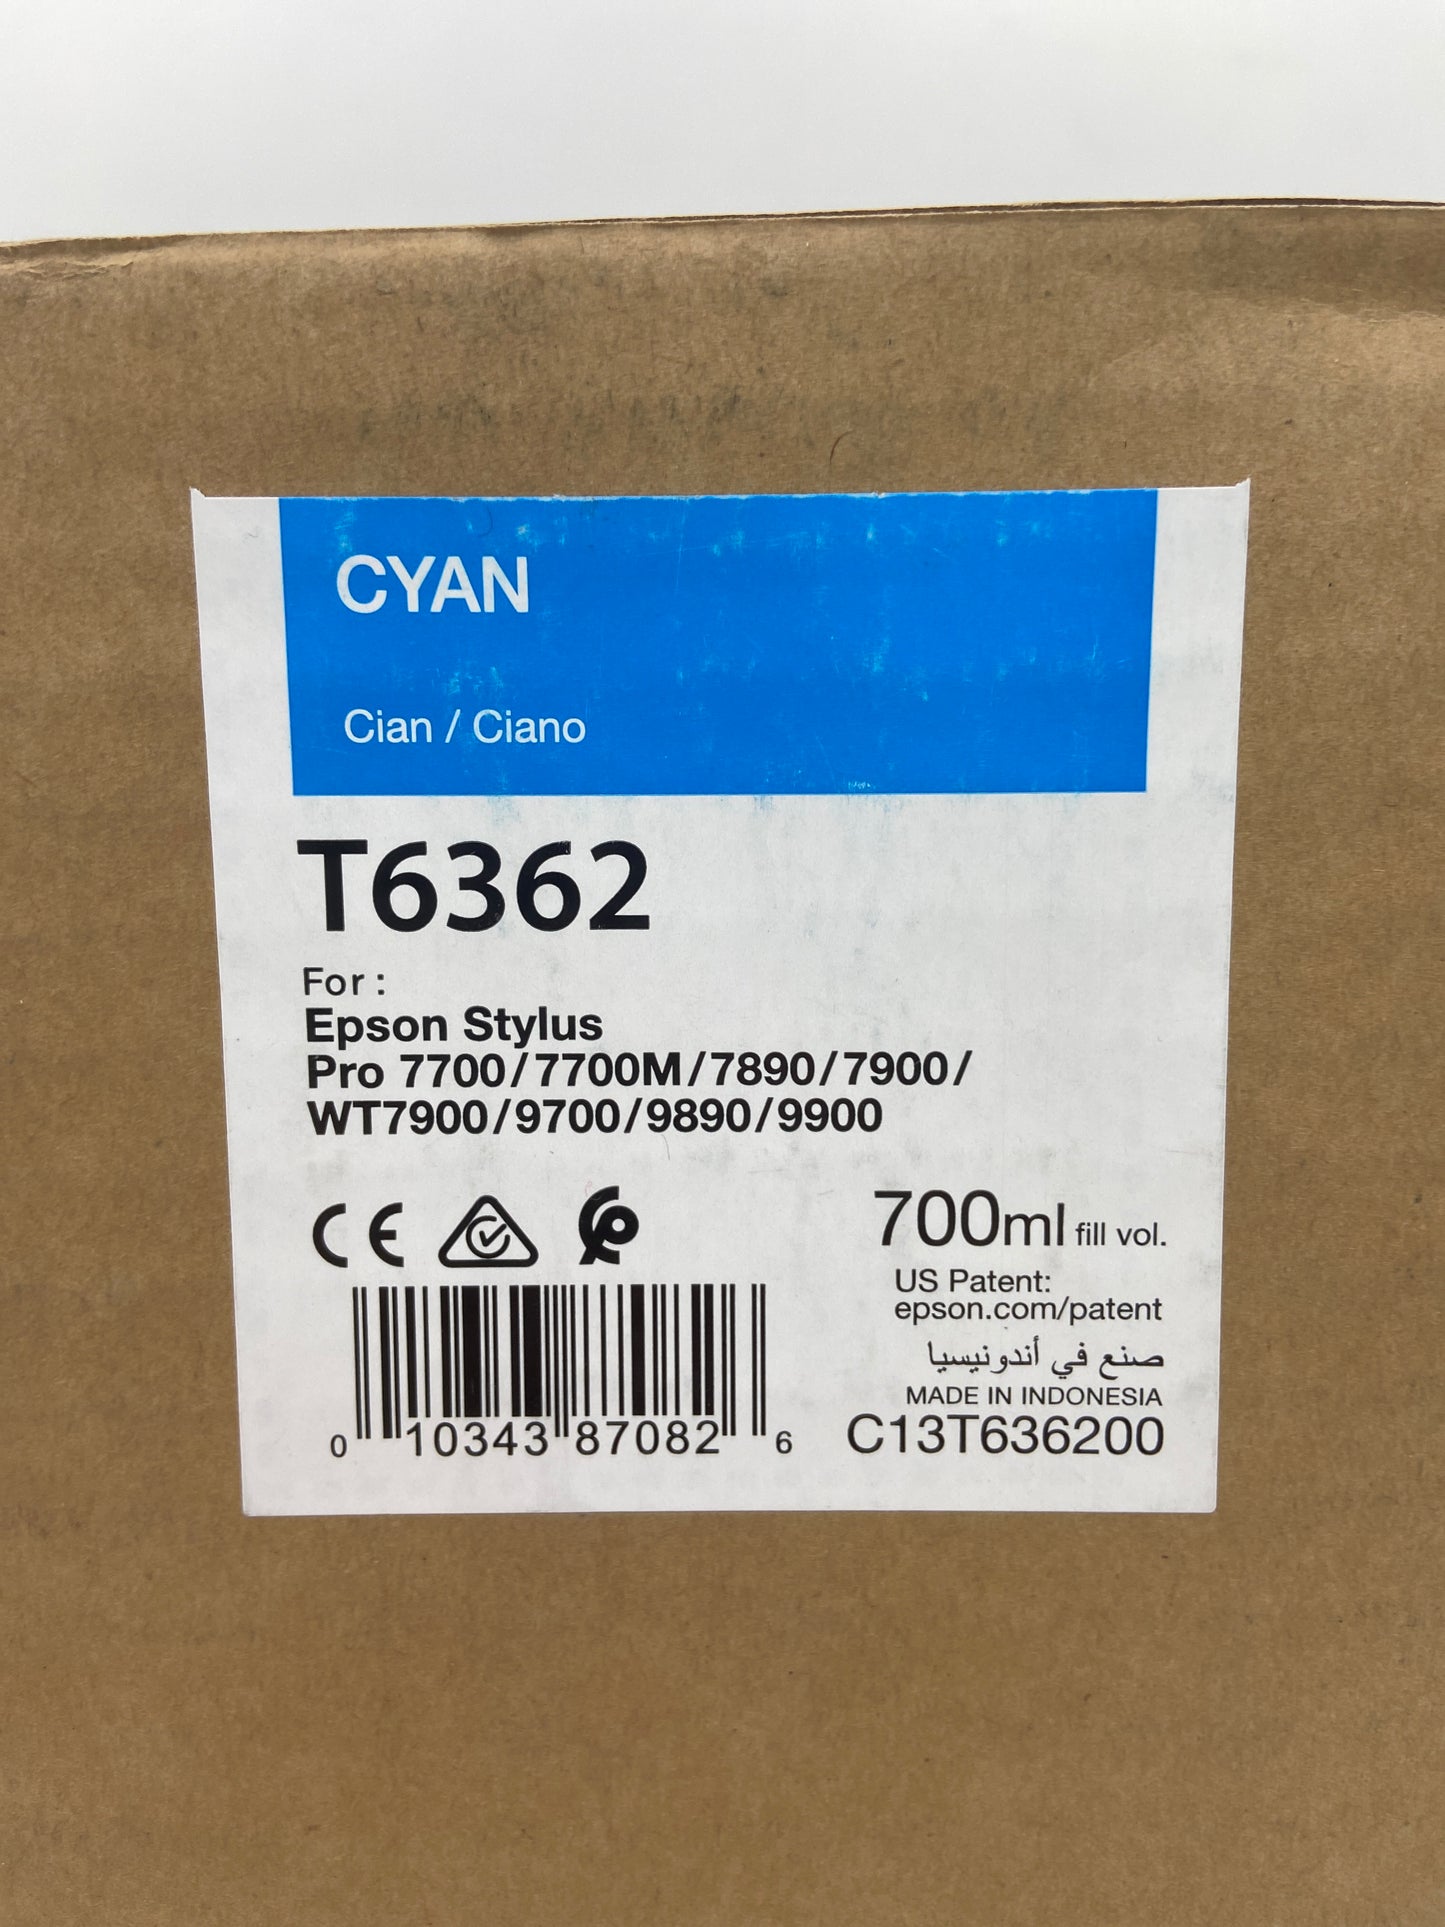 CYAN
Cian / Ciano
T6362
For :
Epson Stylus
Pro 7700/7700M/7890/7900/
WT7900/9700/9890/9900
CE
700ml fill vol.
US Patent:
epson.com/patent
صنع في أندونيسيا
MADE IN INDONESIA
C13T636200
0 10343 87082 6